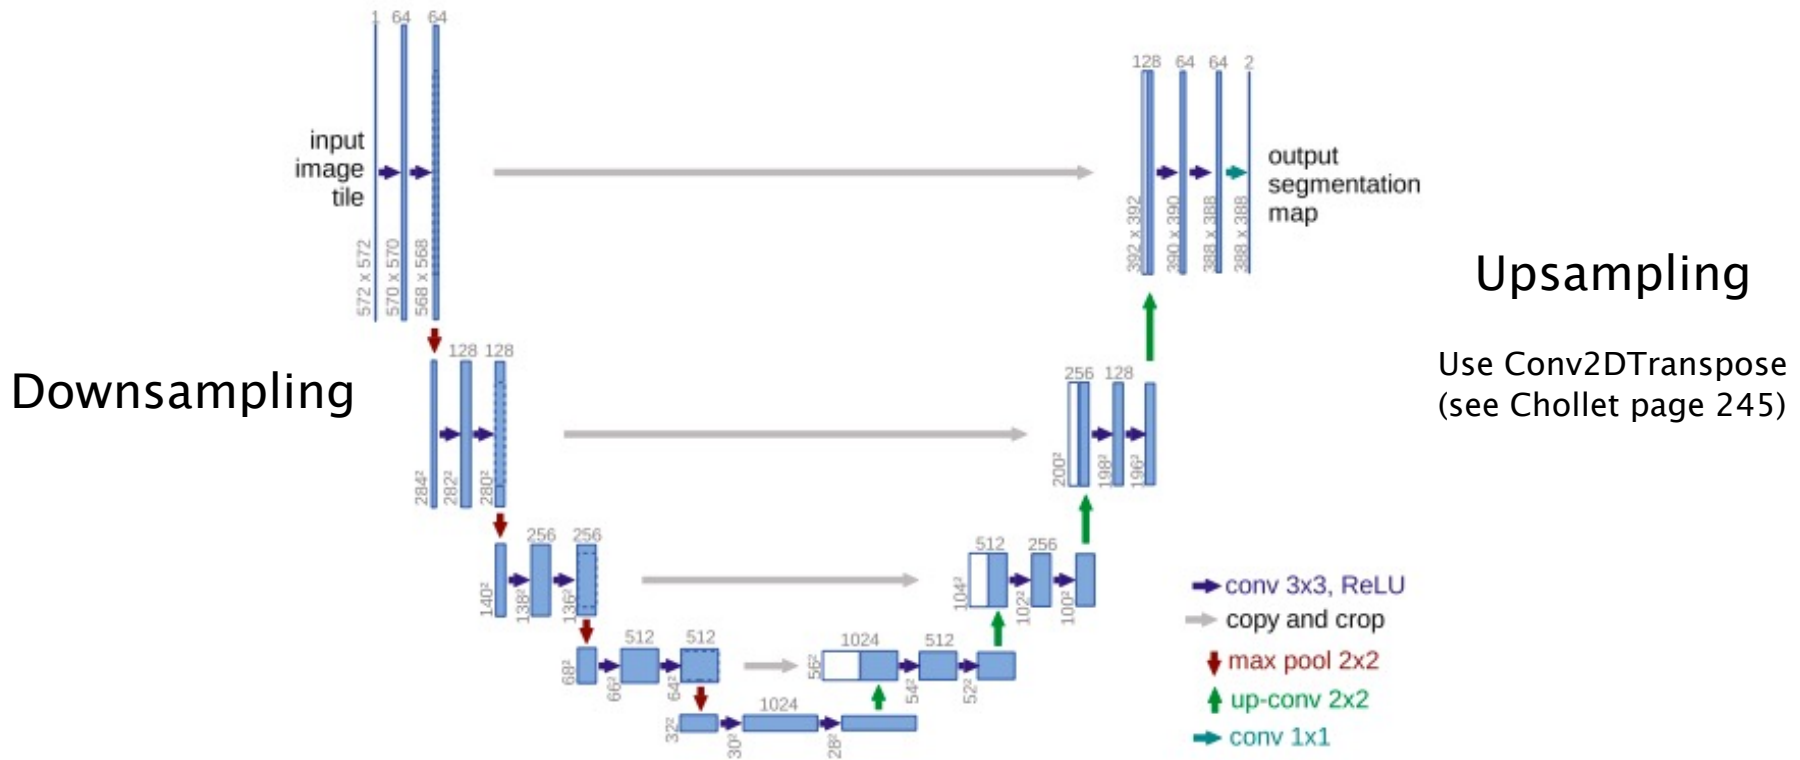 1 64 64
128 64 64 2
input
image
tile
output
segmentation
map
572 x 572
570 x 570
568 x 568
392 x 392
390 x 390
388 x 388
388 x 388
Upsampling
Use Conv2DTranspose
(see Chollet page 245)
Downsampling
128 128
256 128
284²
282²
280²
200²
198²
196²
256 256
512 256
140²
138²
136²
104²
102²
100²
conv 3x3, ReLU
copy and crop
max pool 2x2
up-conv 2x2
conv 1x1
512 512
1024 512
68²
66²
64²
56²
54²
52²
1024
32²
30²
28²